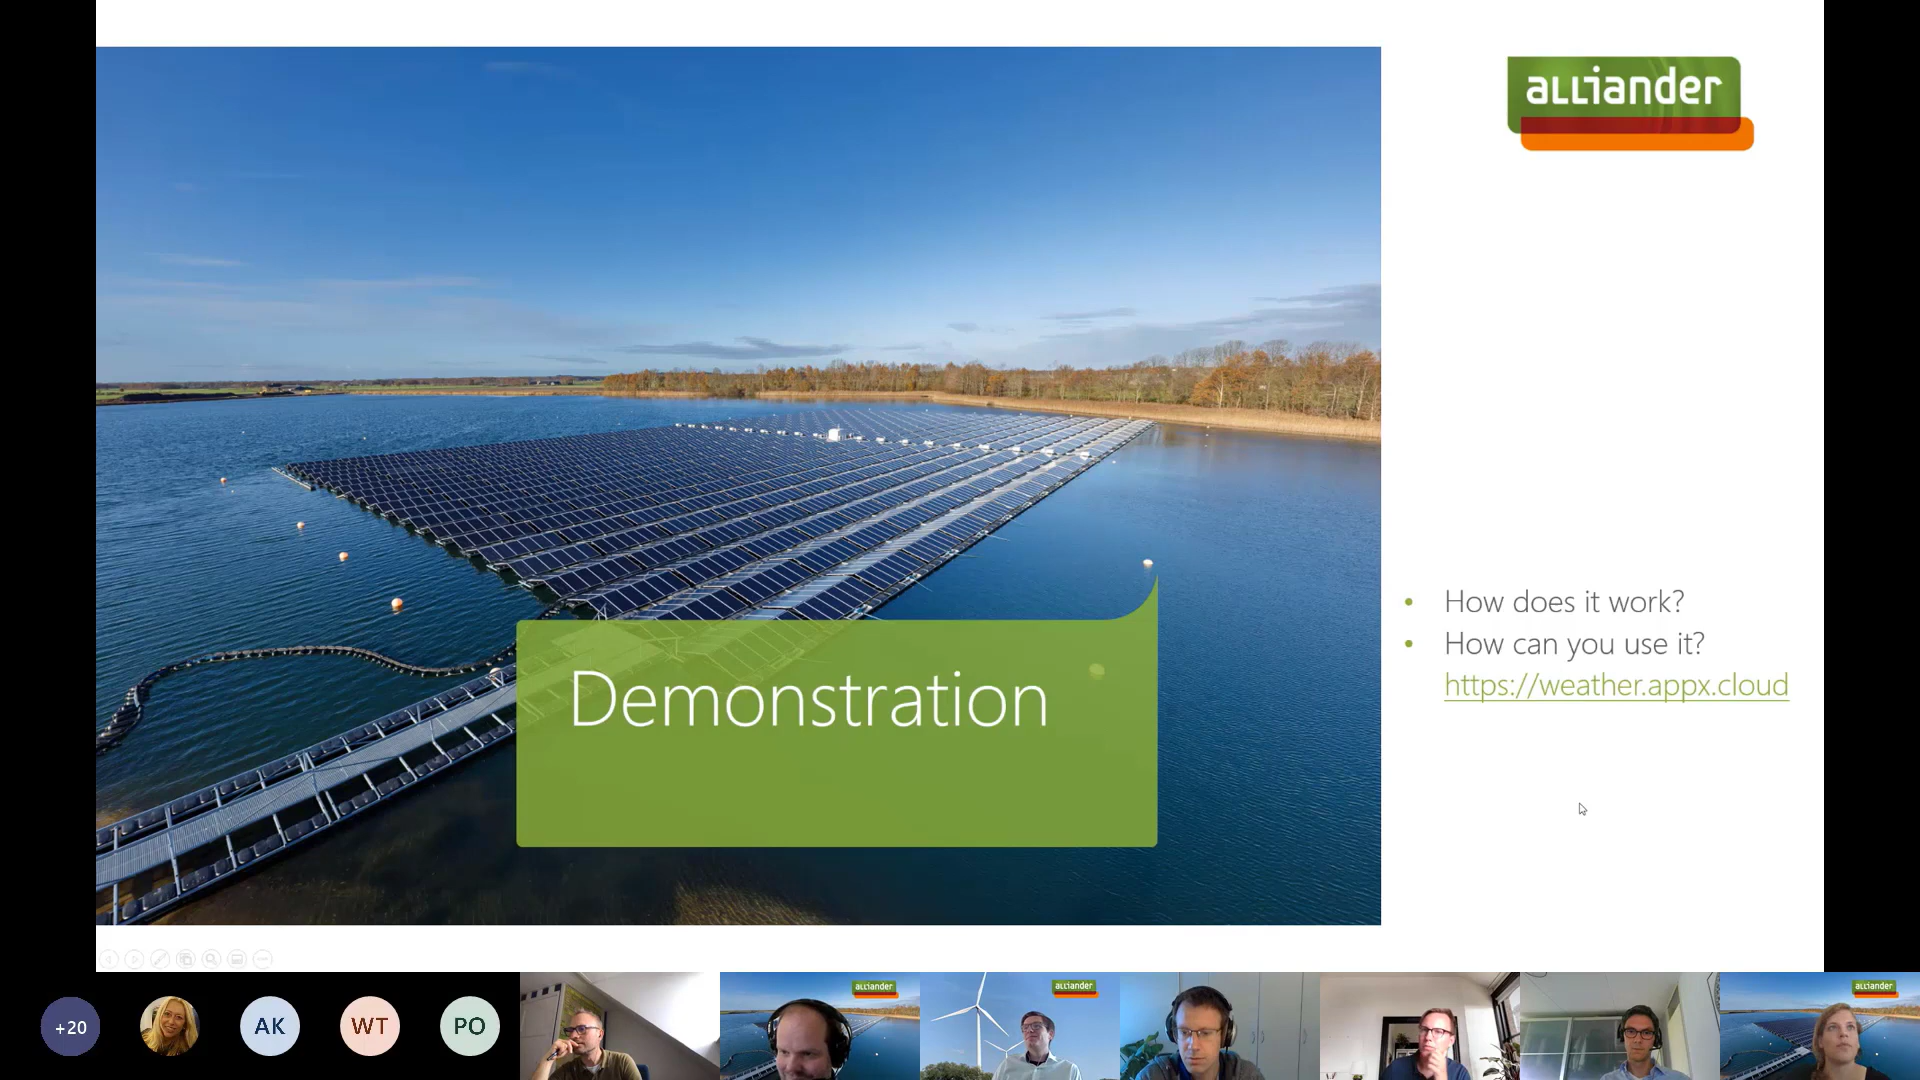 alliander
Demonstration
• How does it work?
• How can you use it?
https://weather.appx.cloud
+20
AK
WT
PO
alliander
alliander
alliander